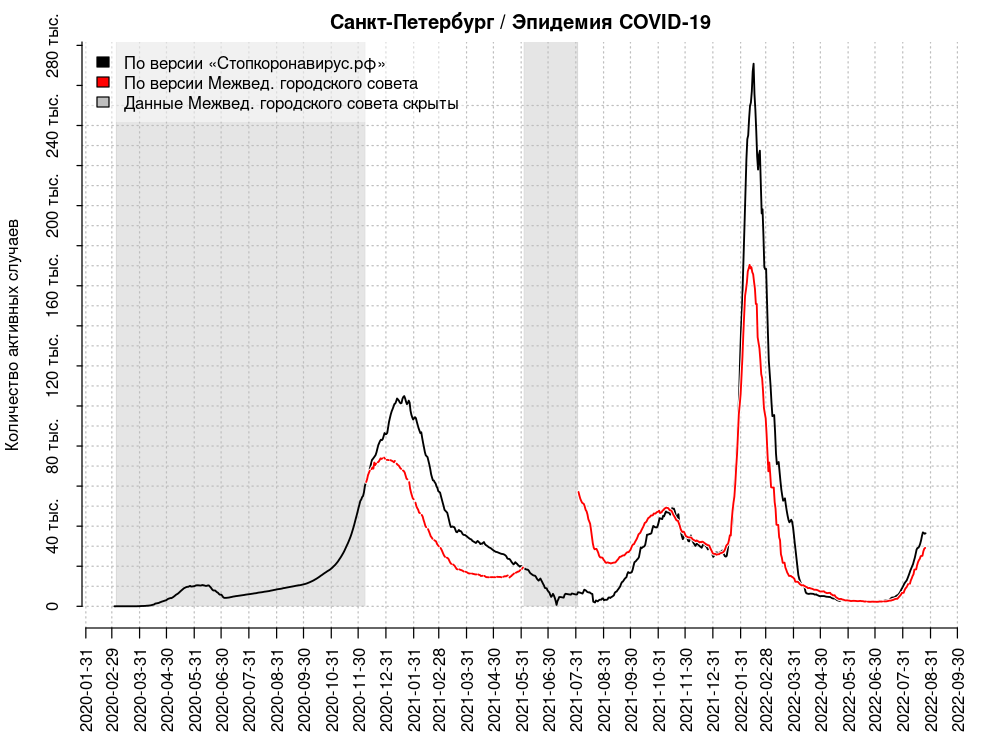 Санкт-Петербург / Эпидемия COVID-19
По версии «Стопкоронавирус.рф»
По версии Межвед. городского совета
Данные Межвед. городского совета скрыты
Количество активных случаев
280 тыс.
240 тыс.
200 тыс.
160 тыс.
120 тыс.
80 тыс.
40 тыс.
0
2020-01-31
2020-02-29
2020-03-31
2020-04-30
2020-05-31
2020-06-30
2020-07-31
2020-08-31
2020-09-30
2020-10-31
2020-11-30
2020-12-31
2021-01-31
2021-02-28
2021-03-31
2021-04-30
2021-05-31
2021-06-30
2021-07-31
2021-08-31
2021-09-30
2021-10-31
2021-11-30
2021-12-31
2022-01-31
2022-02-28
2022-03-31
2022-04-30
2022-05-31
2022-06-30
2022-07-31
2022-08-31
2022-09-30